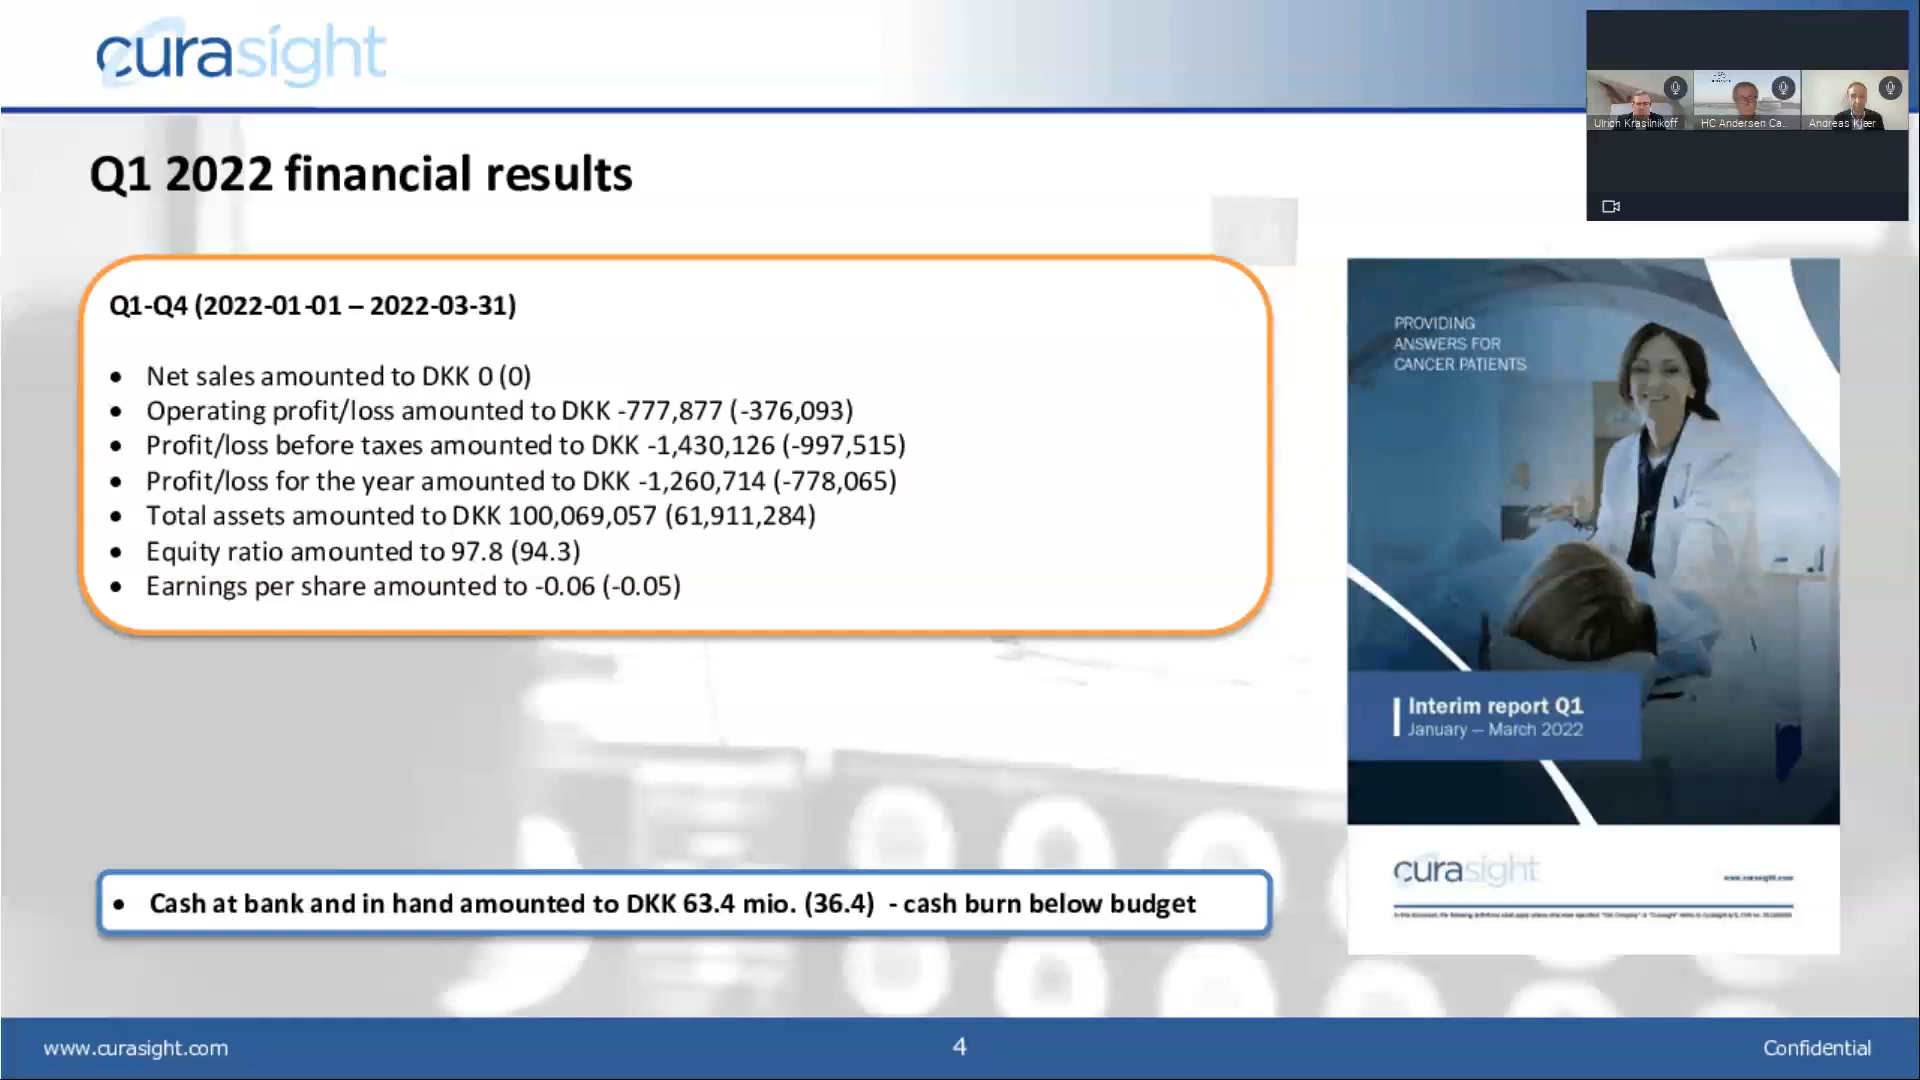 curasight
Ulrich Krasilnikoff
HC Andersen Ca...
Andreas Kjær
Q1 2022 financial results
Q1-Q4 (2022-01-01 – 2022-03-31)
• Net sales amounted to DKK 0 (0)
• Operating profit/loss amounted to DKK -777,877 (-376,093)
• Profit/loss before taxes amounted to DKK -1,430,126 (-997,515)
• Profit/loss for the year amounted to DKK -1,260,714 (-778,065)
• Total assets amounted to DKK 100,069,057 (61,911,284)
• Equity ratio amounted to 97.8 (94.3)
• Earnings per share amounted to -0.06 (-0.05)
• Cash at bank and in hand amounted to DKK 63.4 mio. (36.4) - cash burn below budget
PROVIDING
ANSWERS FOR
CANCER PATIENTS
Interim report Q1
January – March 2022
curasight
www.curasight.com
www.curasight.com
4
Confidential